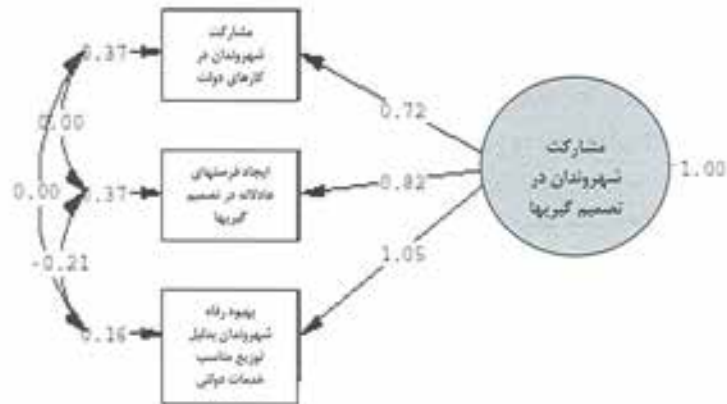 مشارکت
شهروندان در
کارهای دولت
0.37
0.72
0.00
مشارکت
شهروندان در
تصمیم گیریها
1.00
ایجاد فرصتهای
عادلانه در تصمیم
گیریها
0.37
0.82
0.00
-0.21
1.05
بهبود رفاه
شهروندان بدلیل
توزیع مناسب
خدمات دولتی
0.16